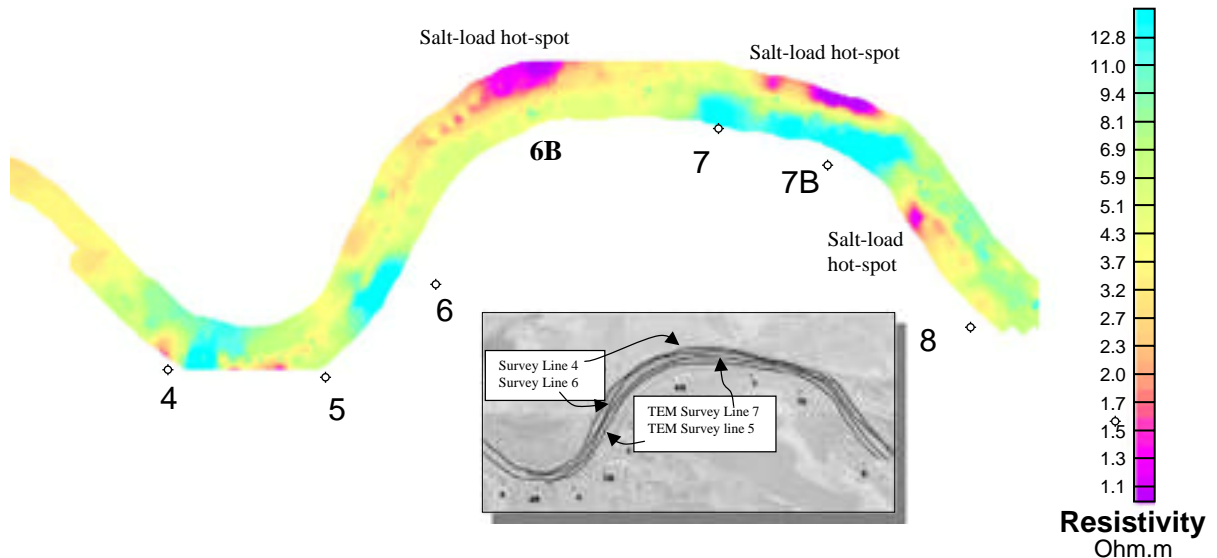 Salt-load hot-spot
Salt-load hot-spot
6B
7
7B
Salt-load
hot-spot
6
8
4
5
Survey Line 4
Survey Line 6
TEM Survey Line 7
TEM Survey line 5
12.8
11.0
9.4
8.1
6.9
5.9
5.1
4.3
3.7
3.2
2.7
2.3
2.0
1.7
1.5
1.3
1.1
Resistivity
Ohm.m